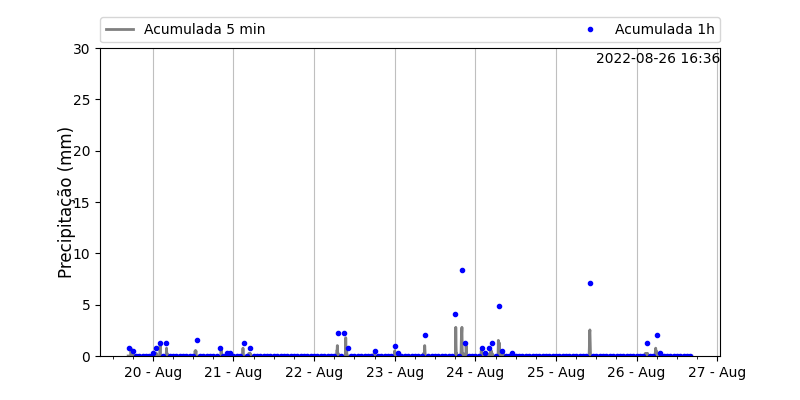 Acumulada 5 min
Acumulada 1h
2022-08-26 16:36
Precipitação (mm)
30
25
20
15
10
5
0
20 - Aug
21 - Aug
22 - Aug
23 - Aug
24 - Aug
25 - Aug
26 - Aug
27 - Aug